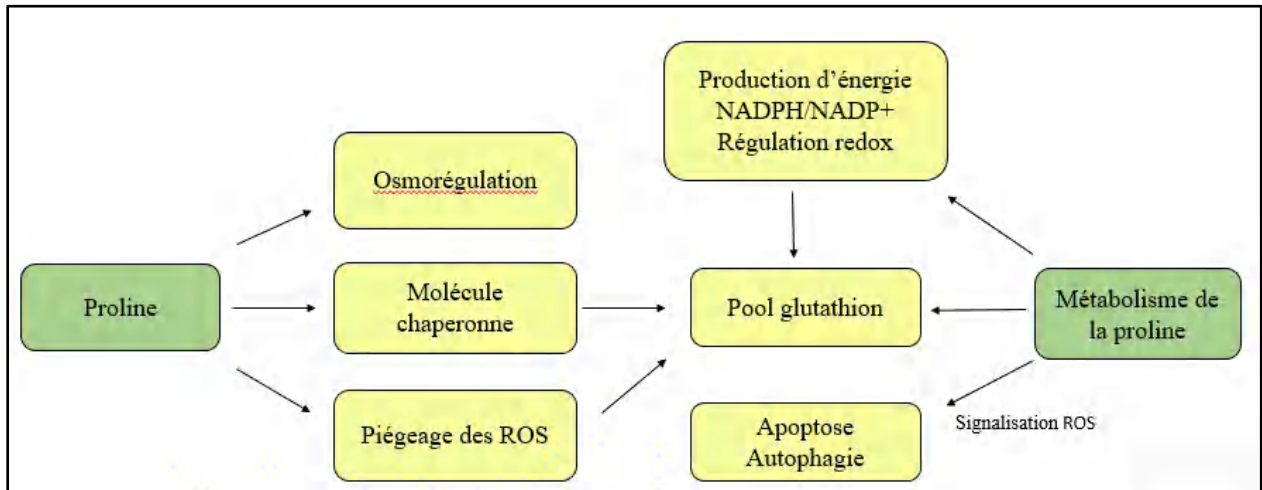 Production d’énergie
NADPH/NADP+
Régulation redox
Osmorégulation
Proline
Molécule
chaperonne
Pool glutathion
Métabolisme de
la proline
Piégeage des ROS
Apoptose
Autophagie
Signalisation ROS